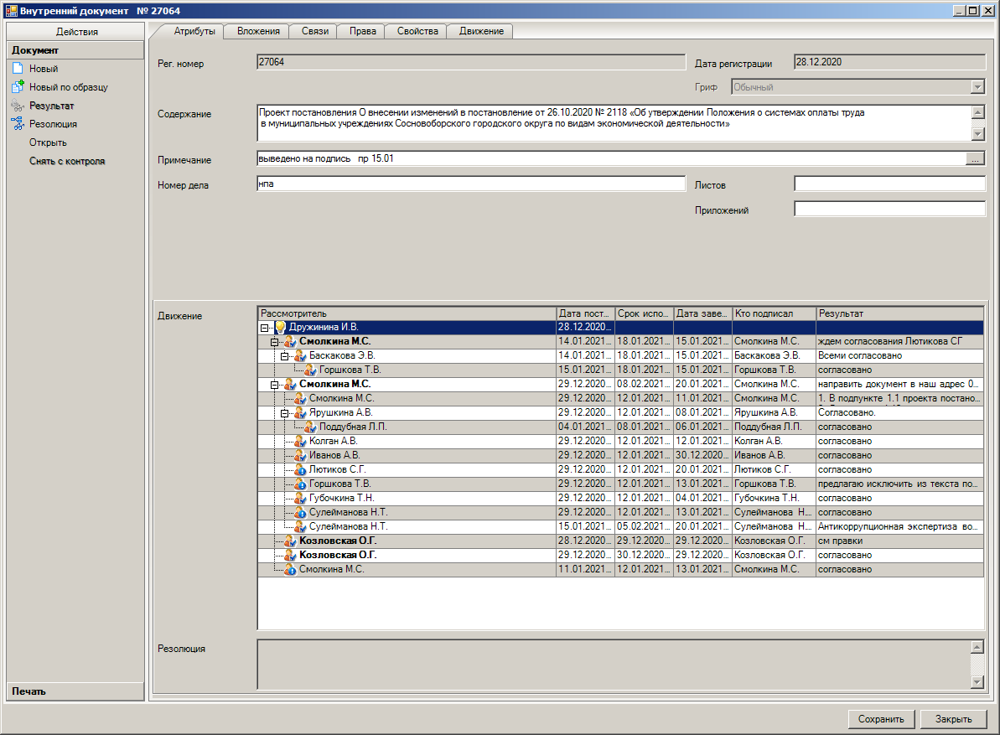 Внутренний документ № 27064
Действия
Документ
Новый
Новый по образцу
Результат
Резолюция
Открыть
Снять с контроля
Печать
Атрибуты Вложения Связи Права Свойства Движение
Рег. номер 27064 Дата регистрации 28.12.2020
Гриф Обычный
Содержание Проект постановления О внесении изменений в постановление от 26.10.2020 № 2118 «Об утверждении Положения о системах оплаты труда
в муниципальных учреждениях Сосновоборского городского округа по видам экономической деятельности»
Примечание выведено на подпись пр 15.01 ...
Номер дела нпа Листов
Приложений
Движение
Рассмотритель Дата пост... Срок испо... Дата заве... Кто подписал Результат
Дружинина И.В. 28.12.2020...
Смолкина М.С. 14.01.2021... 18.01.2021... 15.01.2021... Смолкина М.С. ждем согласования Лютикова СГ
Баскакова Э.В. 14.01.2021... 18.01.2021... 15.01.2021... Баскакова Э.В. Всеми согласовано
Горшкова Т.В. 15.01.2021... 18.01.2021... 15.01.2021... Горшкова Т.В. согласовано
Смолкина М.С. 29.12.2020... 08.02.2021... 20.01.2021... Смолкина М.С. направить документ в наш адрес 0...
Смолкина М.С. 29.12.2020... 12.01.2021... 11.01.2021... Смолкина М.С. 1. В подпункте 1.1 проекта постано...
Ярушкина А.В. 29.12.2020... 12.01.2021... 08.01.2021... Ярушкина А.В. Согласовано.
Поддубная Л.П. 04.01.2021... 08.01.2021... 06.01.2021... Поддубная Л.П. согласовано
Колган А.В. 29.12.2020... 12.01.2021... 12.01.2021... Колган А.В. согласовано
Иванов А.В. 29.12.2020... 12.01.2021... 30.12.2020... Иванов А.В. согласовано
Лютиков С.Г. 29.12.2020... 12.01.2021... 20.01.2021... Лютиков С.Г. согласовано
Горшкова Т.В. 29.12.2020... 12.01.2021... 13.01.2021... Горшкова Т.В. предлагаю исключить из текста по...
Губочкина Т.Н. 29.12.2020... 12.01.2021... 04.01.2021... Губочкина Т.Н. согласовано
Сулейманова Н.Т. 29.12.2020... 12.01.2021... 13.01.2021... Сулейманова Н... согласовано
Сулейманова Н.Т. 15.01.2021... 05.02.2021... 20.01.2021... Сулейманова Н... Антикоррупционная экспертиза во...
Козловская О.Г. 28.12.2020... 29.12.2020... 29.12.2020... Козловская О.Г. см правки
Козловская О.Г. 29.12.2020... 30.12.2020... 29.12.2020... Козловская О.Г. согласовано
Смолкина М.С. 11.01.2021... 12.01.2021... 13.01.2021... Смолкина М.С. согласовано
Резолюция
Сохранить Закрыть